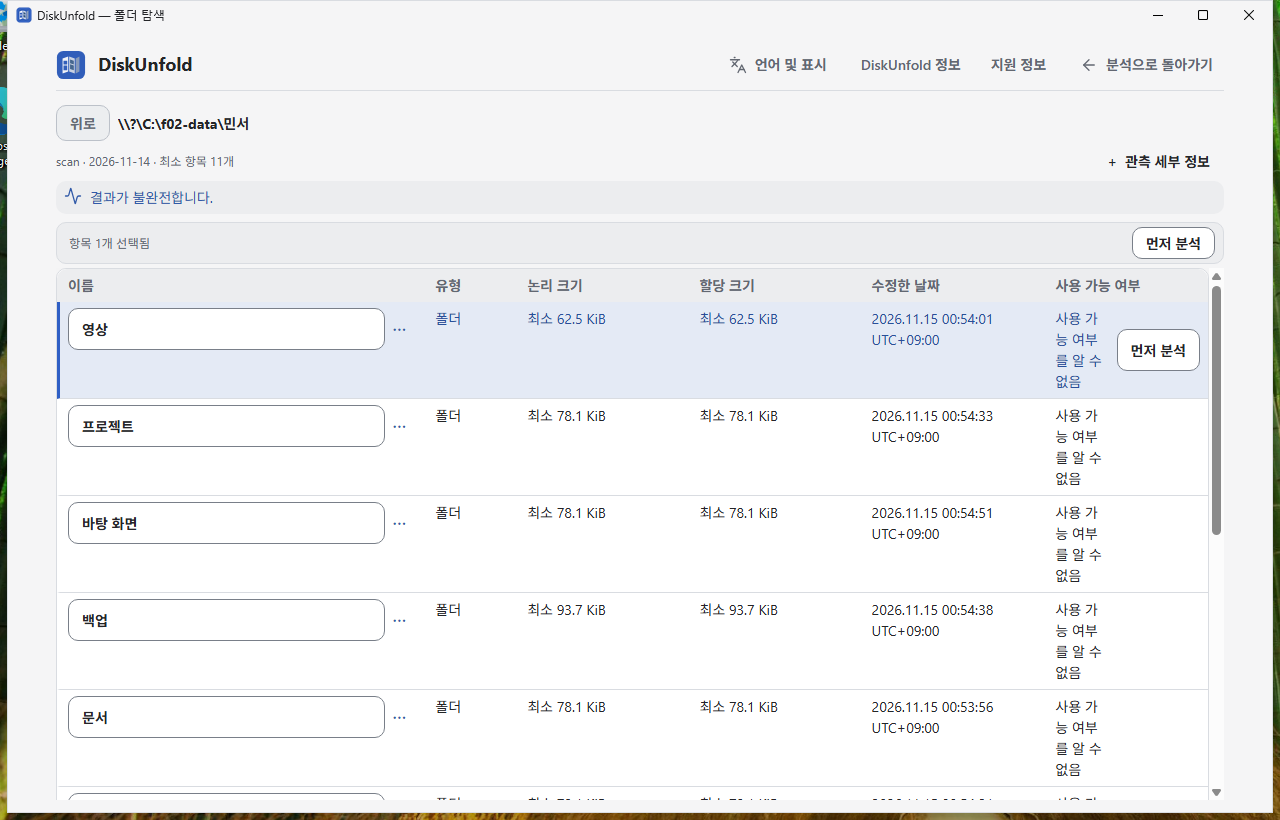 DiskUnfold — 폴더 탐색
DiskUnfold
언어 및 표시
DiskUnfold 정보
지원 정보
← 분석으로 돌아가기
위로
\\?\C:\f02-data\민서
scan · 2026-11-14 · 최소 항목 11개
+ 관측 세부 정보
결과가 불완전합니다.
항목 1개 선택됨
먼저 분석
이름 유형 논리 크기 할당 크기 수정한 날짜 사용 가능 여부
영상 ... 폴더 최소 62.5 KiB 최소 62.5 KiB 2026.11.15 00:54:01 사용 가
UTC+09:00 능 여부
를 알 수
없음
먼저 분석
프로젝트 ... 폴더 최소 78.1 KiB 최소 78.1 KiB 2026.11.15 00:54:33 사용 가
UTC+09:00 능 여부
를 알 수
없음
바탕 화면 ... 폴더 최소 78.1 KiB 최소 78.1 KiB 2026.11.15 00:54:51 사용 가
UTC+09:00 능 여부
를 알 수
없음
백업 ... 폴더 최소 93.7 KiB 최소 93.7 KiB 2026.11.15 00:54:38 사용 가
UTC+09:00 능 여부
를 알 수
없음
문서 ... 폴더 최소 78.1 KiB 최소 78.1 KiB 2026.11.15 00:53:56 사용 가
UTC+09:00 능 여부
를 알 수
없음